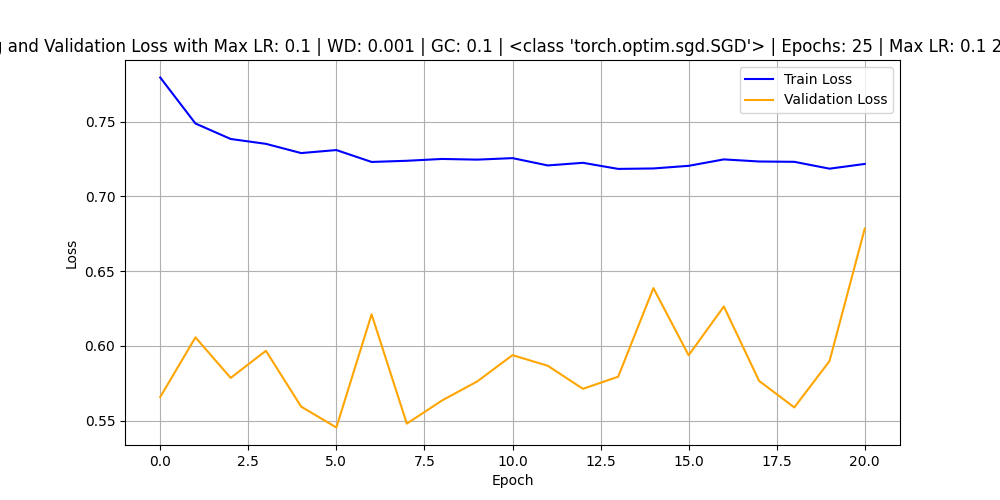 and Validation Loss with Max LR: 0.1 | WD: 0.001 | GC: 0.1 | <class 'torch.optim.sgd.SGD'> | Epochs: 25 | Max LR: 0.1 2
Train Loss
Validation Loss
0.75
0.70
0.65
0.60
0.55
Loss
0.0 2.5 5.0 7.5 10.0 12.5 15.0 17.5 20.0
Epoch